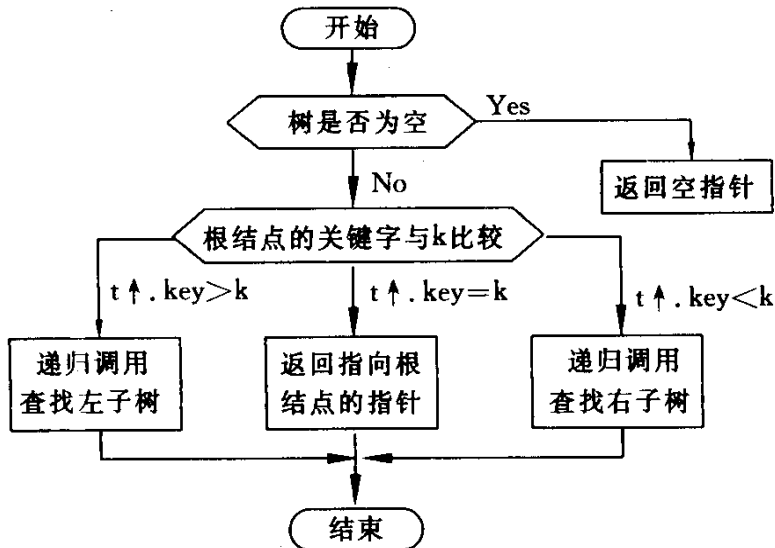 开始
树是否为空
Yes
返回空指针
No
根结点的关键字与k比较
t↑.key>k
t↑.key=k
t↑.key<k
递归调用
查找左子树
返回指向根
结点的指针
递归调用
查找右子树
结束